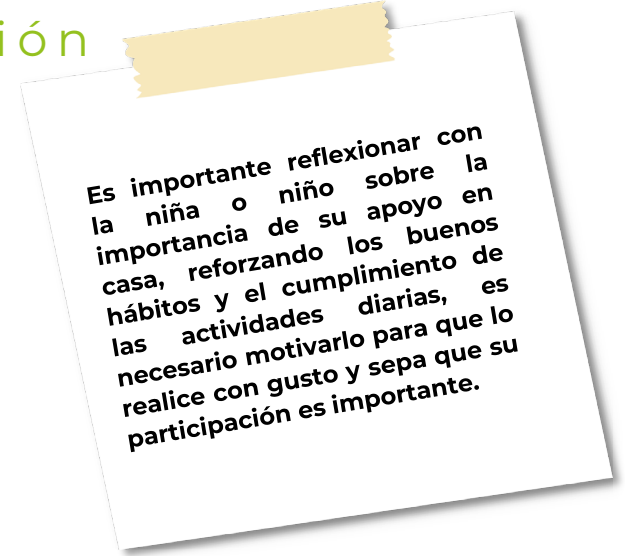 ión
Es importante reflexionar con
la niña o niño sobre la
importancia de su apoyo en
casa, reforzando los buenos
hábitos y el cumplimiento de
las actividades diarias, es
necesario motivarlo para que lo
realice con gusto y sepa que su
participación es importante.